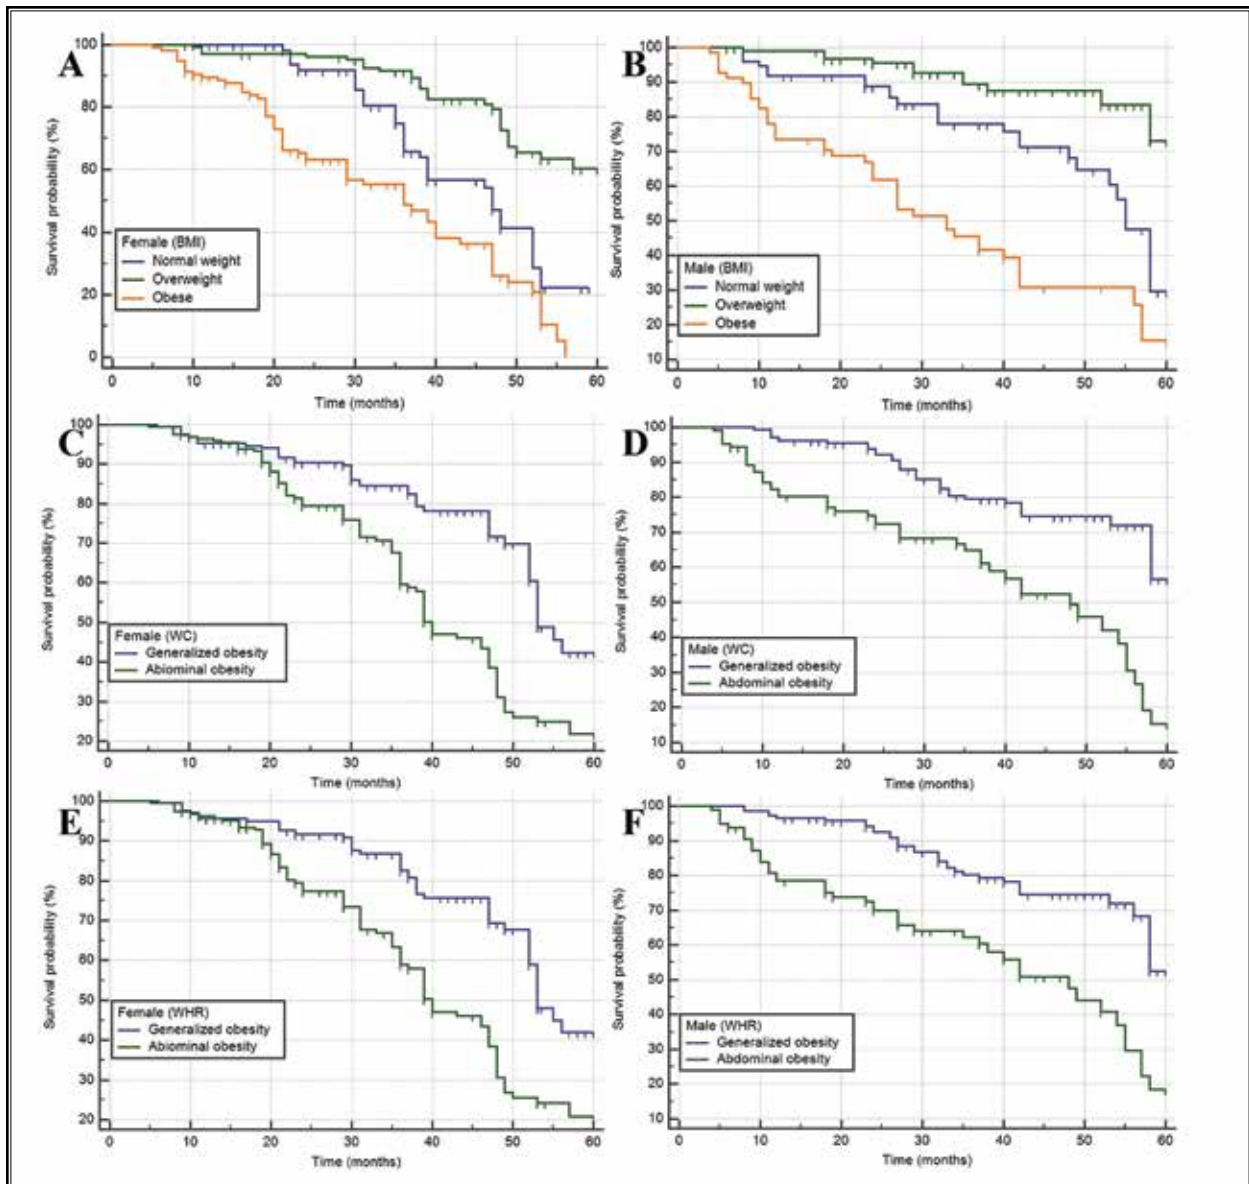 A
Survival probability (%)
100
80
60
40
20
0
Female (BMI)
Normal weight
Overweight
Obese
0 10 20 30 40 50 60
Time (months)
B
Survival probability (%)
100
90
80
70
60
50
40
30
20
10
Male (BMI)
Normal weight
Overweight
Obese
0 10 20 30 40 50 60
Time (months)
C
Survival probability (%)
100
90
80
70
60
50
40
30
20
Female (WC)
Generalized obesity
Abiominal obesity
0 10 20 30 40 50 60
Time (months)
D
Survival probability (%)
100
90
80
70
60
50
40
30
20
10
Male (WC)
Generalized obesity
Abdominal obesity
0 10 20 30 40 50 60
Time (months)
E
Survival probability (%)
100
90
80
70
60
50
40
30
20
Female (WHR)
Generalized obesity
Abiominal obesity
0 10 20 30 40 50 60
Time (months)
F
Survival probability (%)
100
90
80
70
60
50
40
30
20
10
Male (WHR)
Generalized obesity
Abdominal obesity
0 10 20 30 40 50 60
Time (months)